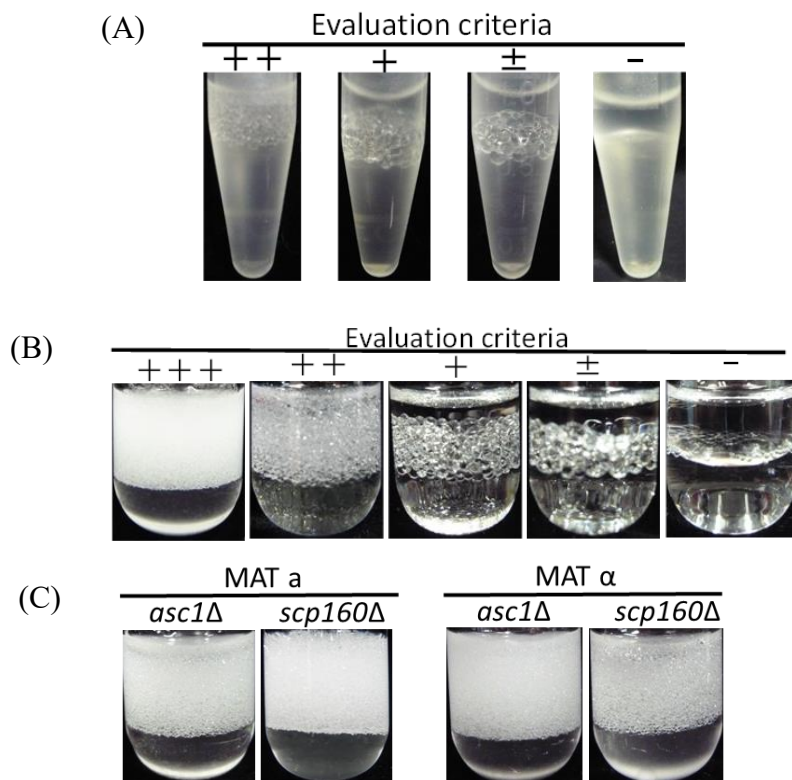 (A)
Evaluation criteria
++ + ± -
(B)
Evaluation criteria
+++ ++ + ± -
(C)
MAT a MAT α
asc1Δ scp160Δ asc1Δ scp160Δ